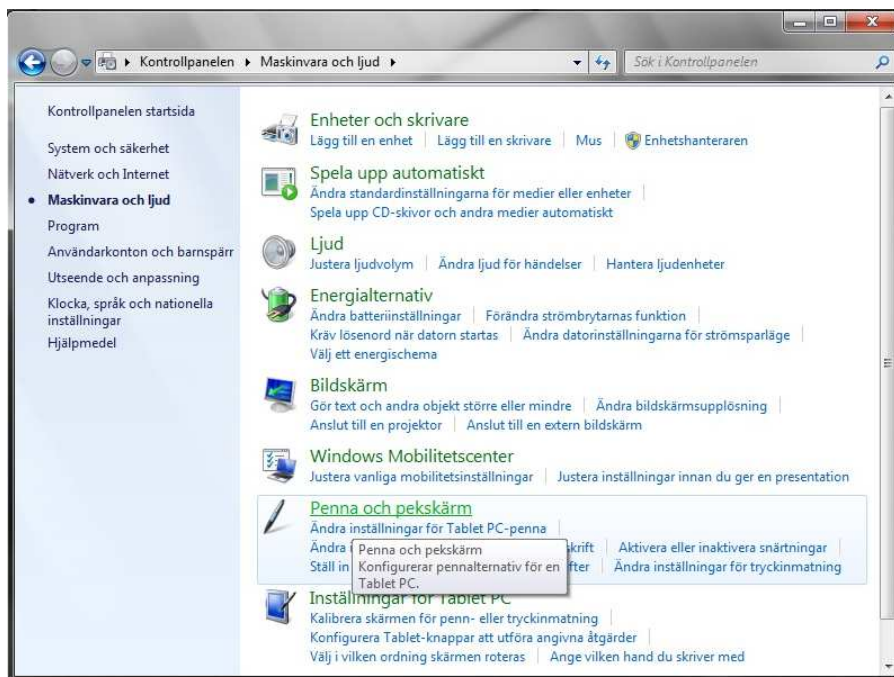 Kontrollpanelen Maskinvara och ljud Sök i Kontrollpanelen
Kontrollpanelen startsida
System och säkerhet
Nätverk och Internet
Maskinvara och ljud
Program
Användarkonton och barnspärr
Utseende och anpassning
Klocka, språk och nationella
inställningar
Hjälpmedel
Enheter och skrivare
Lägg till en enhet Lägg till en skrivare Mus Enhetshanteraren
Spela upp automatiskt
Ändra standardinställningarna för medier eller enheter
Spela upp CD-skivor och andra medier automatiskt
Ljud
Justera ljudvolym Ändra ljud för händelser Hantera ljudenheter
Energialternativ
Ändra batteriinställningar Förändra strömbrytarnas funktion
Kräv lösenord när datorn startas Ändra datorinställningarna för strömsparläge
Välj ett energischema
Bildskärm
Gör text och andra objekt större eller mindre Ändra bildskärmsupplösning
Anslut till en projektor Anslut till en extern bildskärm
Windows Mobilitetscenter
Justera vanliga mobilitetsinställningar Justera inställningar innan du ger en presentation
Penna och pekskärm
Ändra inställningar för Tablet PC-penna
Ändra Aktivera eller inaktivera snärtningar
Ställ in Ändra inställningar för tryckinmatning
Penna och pekskärm
Konfigurerar pennalternativ för en
Tablet PC.
Inställningar för Tablet PC
Kalibrera skärmen för penn- eller tryckinmatning
Konfigurera Tablet-knappar att utföra angivna åtgärder
Välj i vilken ordning skärmen roteras Ange vilken hand du skriver med